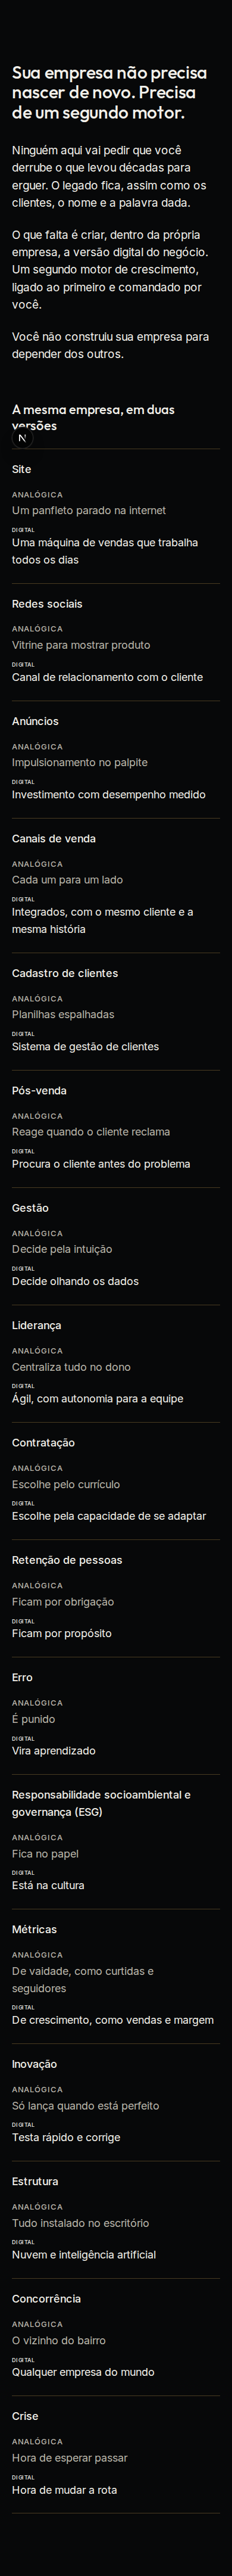 Sua empresa não precisa
nascer de novo. Precisa
de um segundo motor.
Ninguém aqui vai pedir que você
derrube o que levou décadas para
erguer. O legado fica, assim como os
clientes, o nome e a palavra dada.
O que falta é criar, dentro da própria
empresa, a versão digital do negócio.
Um segundo motor de crescimento,
ligado ao primeiro e comandado por
você.
Você não construiu sua empresa para
depender dos outros.
A mesma empresa, em duas
versões
N
Site
ANALÓGICA
Um panfleto parado na internet
DIGITAL
Uma máquina de vendas que trabalha
todos os dias
Redes sociais
ANALÓGICA
Vitrine para mostrar produto
DIGITAL
Canal de relacionamento com o cliente
Anúncios
ANALÓGICA
Impulsionamento no palpite
DIGITAL
Investimento com desempenho medido
Canais de venda
ANALÓGICA
Cada um para um lado
DIGITAL
Integrados, com o mesmo cliente e a
mesma história
Cadastro de clientes
ANALÓGICA
Planilhas espalhadas
DIGITAL
Sistema de gestão de clientes
Pós-venda
ANALÓGICA
Reage quando o cliente reclama
DIGITAL
Procura o cliente antes do problema
Gestão
ANALÓGICA
Decide pela intuição
DIGITAL
Decide olhando os dados
Liderança
ANALÓGICA
Centraliza tudo no dono
DIGITAL
Ágil, com autonomia para a equipe
Contratação
ANALÓGICA
Escolhe pelo currículo
DIGITAL
Escolhe pela capacidade de se adaptar
Retenção de pessoas
ANALÓGICA
Ficam por obrigação
DIGITAL
Ficam por propósito
Erro
ANALÓGICA
É punido
DIGITAL
Vira aprendizado
Responsabilidade socioambiental e
governança (ESG)
ANALÓGICA
Fica no papel
DIGITAL
Está na cultura
Métricas
ANALÓGICA
De vaidade, como curtidas e
seguidores
DIGITAL
De crescimento, como vendas e margem
Inovação
ANALÓGICA
Só lança quando está perfeito
DIGITAL
Testa rápido e corrige
Estrutura
ANALÓGICA
Tudo instalado no escritório
DIGITAL
Nuvem e inteligência artificial
Concorrência
ANALÓGICA
O vizinho do bairro
DIGITAL
Qualquer empresa do mundo
Crise
ANALÓGICA
Hora de esperar passar
DIGITAL
Hora de mudar a rota